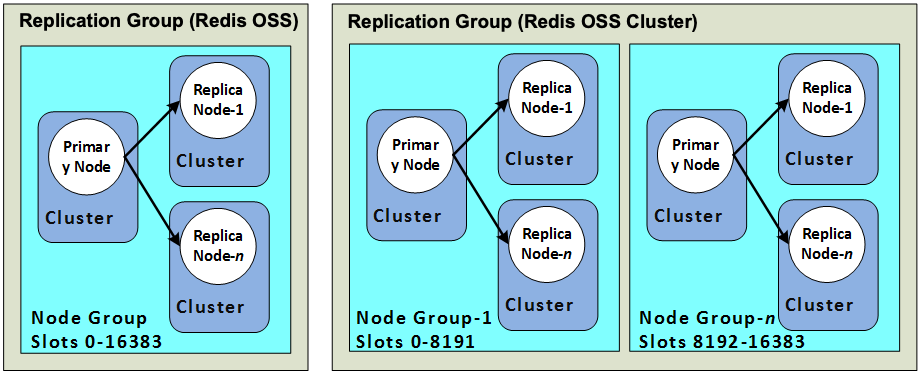 Replication Group (Redis OSS)
Replica
Node-1
Cluster
Primar
y Node
Cluster
Replica
Node-n
Cluster
Node Group
Slots 0-16383
Replication Group (Redis OSS Cluster)
Replica
Node-1
Cluster
Primar
y Node
Cluster
Replica
Node-n
Cluster
Node Group-1
Slots 0-8191
Replica
Node-1
Cluster
Primar
y Node
Cluster
Replica
Node-n
Cluster
Node Group-n
Slots 8192-16383